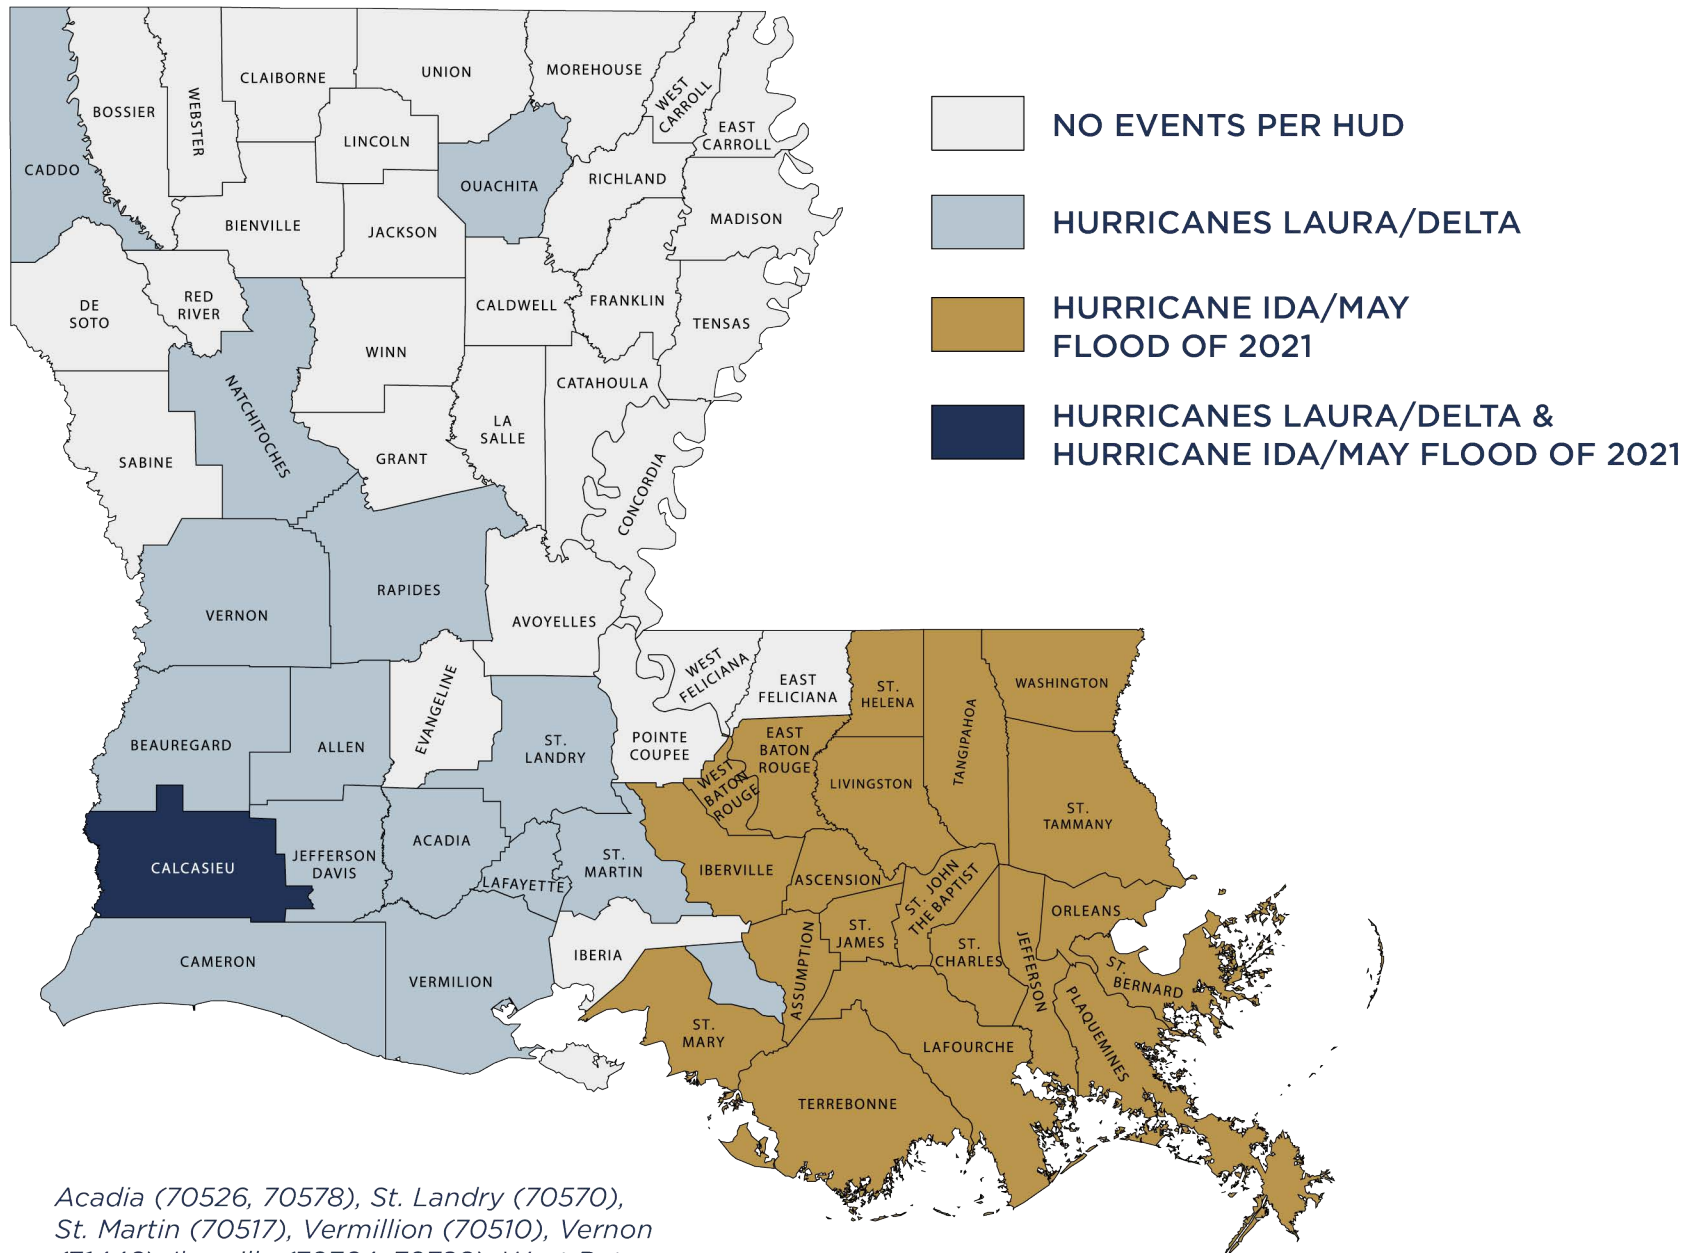 CLAIBORNE
UNION
MOREHOUSE
WEST
CARROLL
EAST
CARROLL
BOSSIER
WEBSTER
LINCOLN
CADDO
OUACHITA
RICHLAND
MADISON
BIENVILLE
JACKSON
DE
SOTO
RED
RIVER
CALDWELL
FRANKLIN
TENSAS
WINN
CATAHOULA
NATCHITOCHES
LA
SALLE
SABINE
GRANT
CONCORDIA
VERNON
RAPIDES
AVOYELLES
WEST
FELICIANA
EAST
FELICIANA
ST.
HELENA
TANGIPAHOA
WASHINGTON
BEAUREGARD
ALLEN
EVANGELINE
ST.
LANDRY
POINTE
COUPEE
WEST
BATON
ROUGE
EAST
BATON
ROUGE
LIVINGSTON
ST.
TAMMANY
CALCASIEU
JEFFERSON
DAVIS
ACADIA
LAFAYETTE
ST.
MARTIN
IBERVILLE
ASCENSION
ST. JOHN
THE BAPTIST
ORLEANS
CAMERON
VERMILION
IBERIA
ASSUMPTION
ST.
JAMES
ST.
CHARLES
JEFFERSON
ST.
BERNARD
PLAQUEMINES
ST.
MARY
LAFOURCHE
TERREBONNE
NO EVENTS PER HUD
HURRICANES LAURA/DELTA
HURRICANE IDA/MAY
FLOOD OF 2021
HURRICANES LAURA/DELTA &
HURRICANE IDA/MAY FLOOD OF 2021
Acadia (70526, 70578), St. Landry (70570),
St. Martin (70517), Vermillion (70510), Vernon